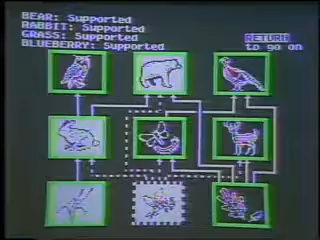 BEAR: Supported
RABBIT: Supported
GRASS: Supported
BLUEBERRY: Supported
RETURN
to go on